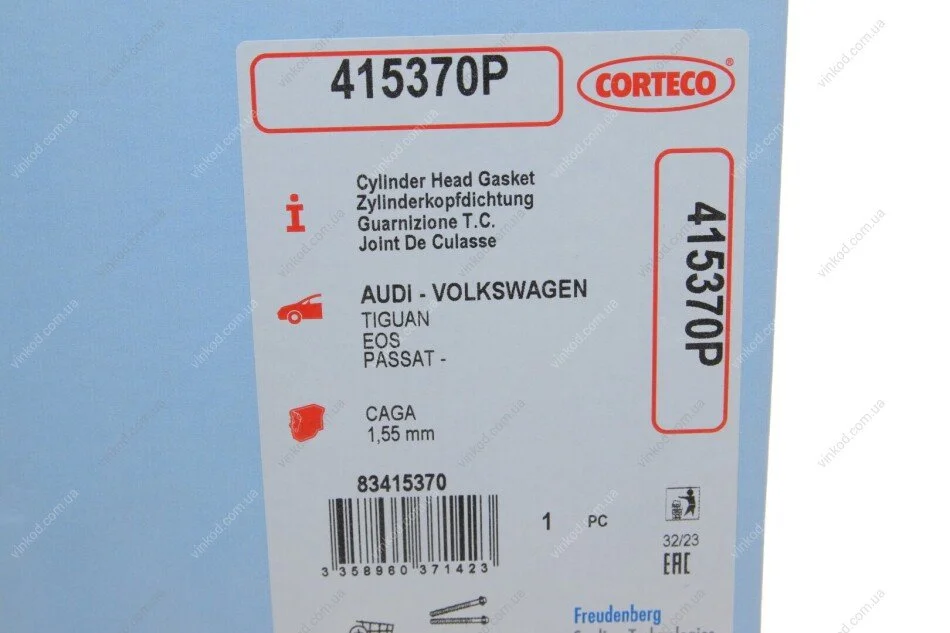 415370P
CORTECO®
415370P
Cylinder Head Gasket
Zylinderkopfdichtung
Guarnizione T.C.
Joint De Culasse
AUDI - VOLKSWAGEN
TIGUAN
EOS
PASSAT -
CAGA
1,55 mm
83415370
3 358960 371423
1 PC
32/23
EAC
Freudenberg
vinkod.com.ua